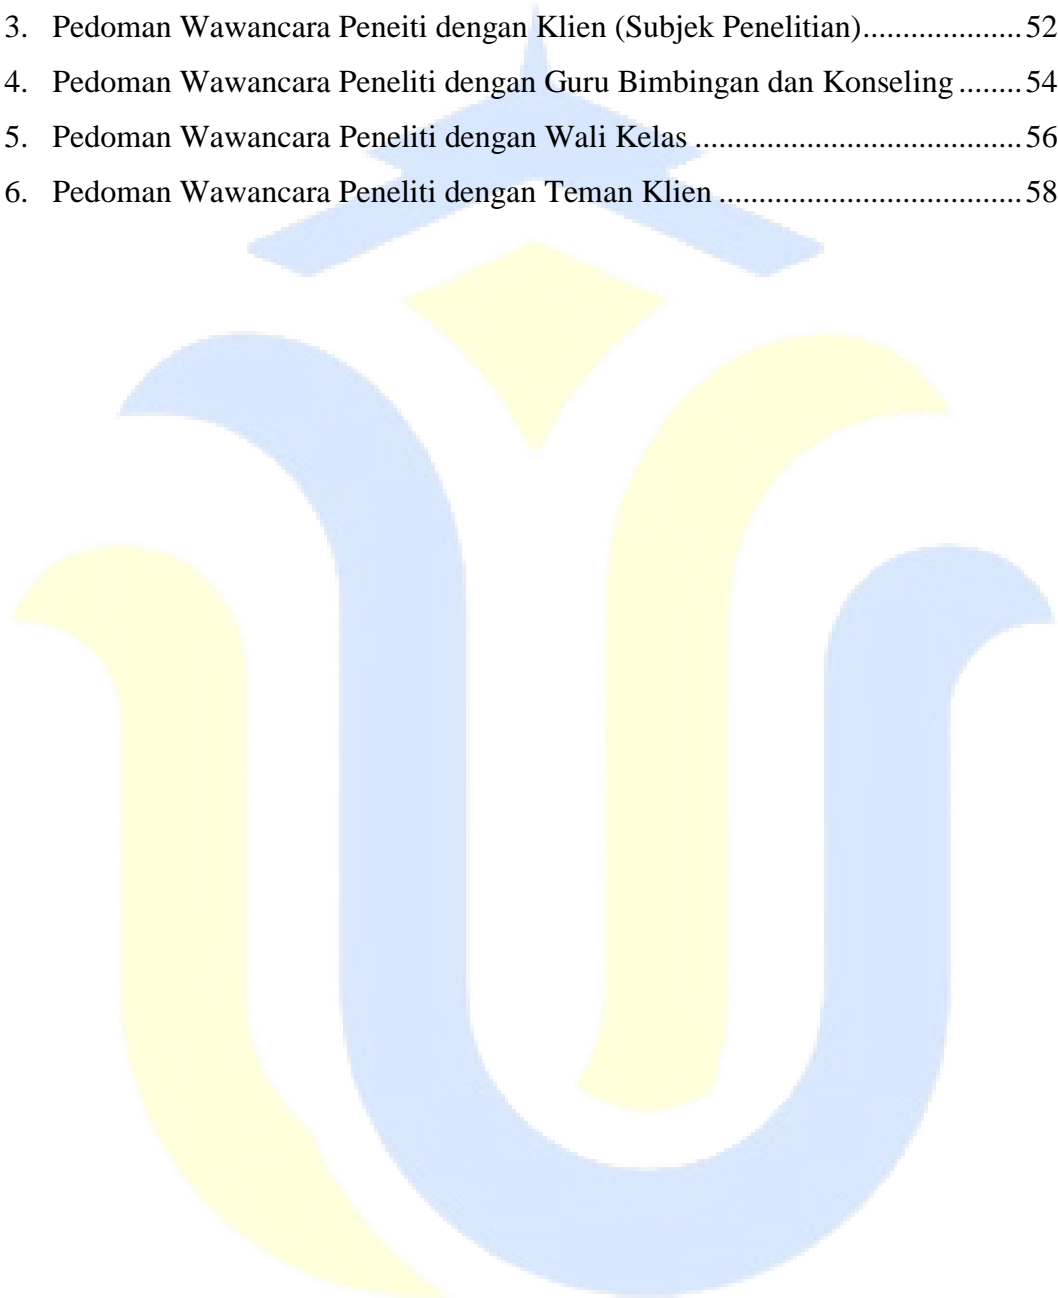 3. Pedoman Wawancara Peneiti dengan Klien (Subjek Penelitian)....................52
4. Pedoman Wawancara Peneliti dengan Guru Bimbingan dan Konseling ........54
5. Pedoman Wawancara Peneliti dengan Wali Kelas .........................................56
6. Pedoman Wawancara Peneliti dengan Teman Klien ......................................58